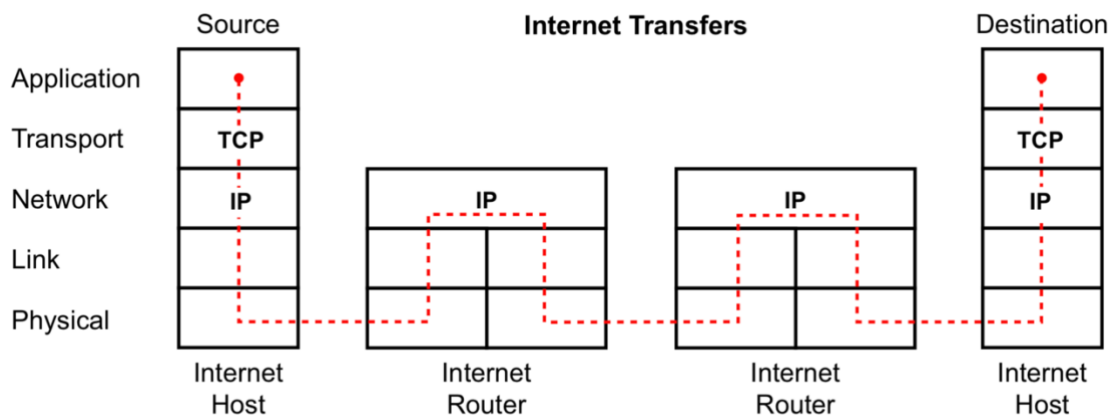 Source
Internet Transfers
Destination
Application
Transport
TCP
TCP
Network
IP
IP
IP
IP
Link
Physical
Internet
Host
Internet
Router
Internet
Router
Internet
Host